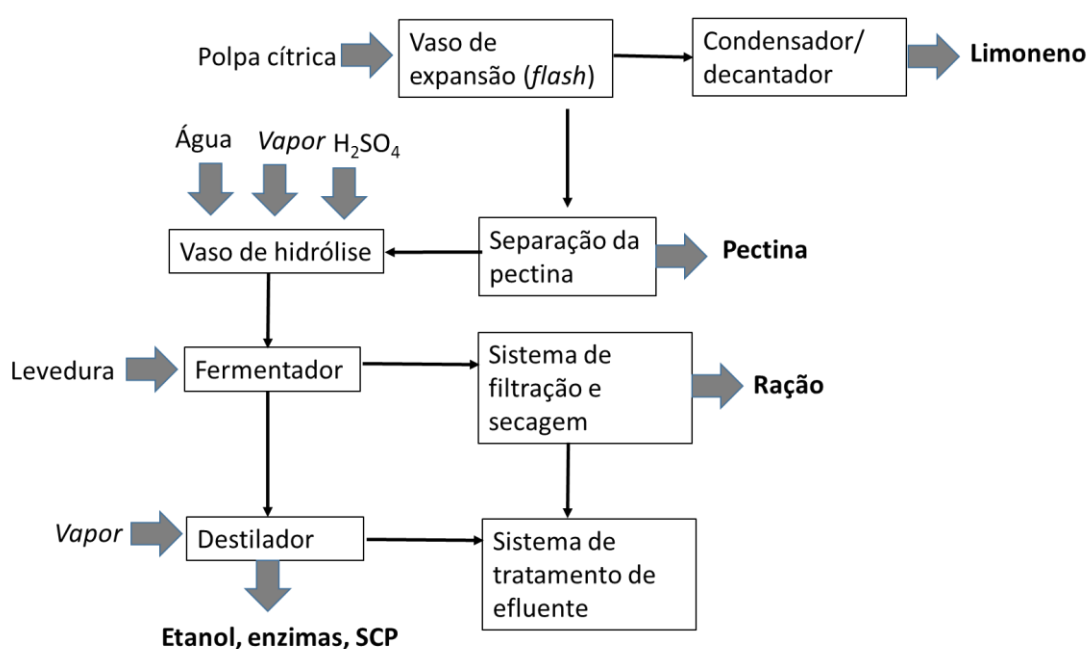 Polpa cítrica
Vaso de
expansão (flash)
Condensador/
decantador
Limoneno
Água
Vapor
H₂SO₄
Vaso de hidrólise
Separação da
pectina
Pectina
Levedura
Fermentador
Sistema de
filtração e
secagem
Ração
Vapor
Destilador
Sistema de
tratamento de
efluente
Etanol, enzimas, SCP